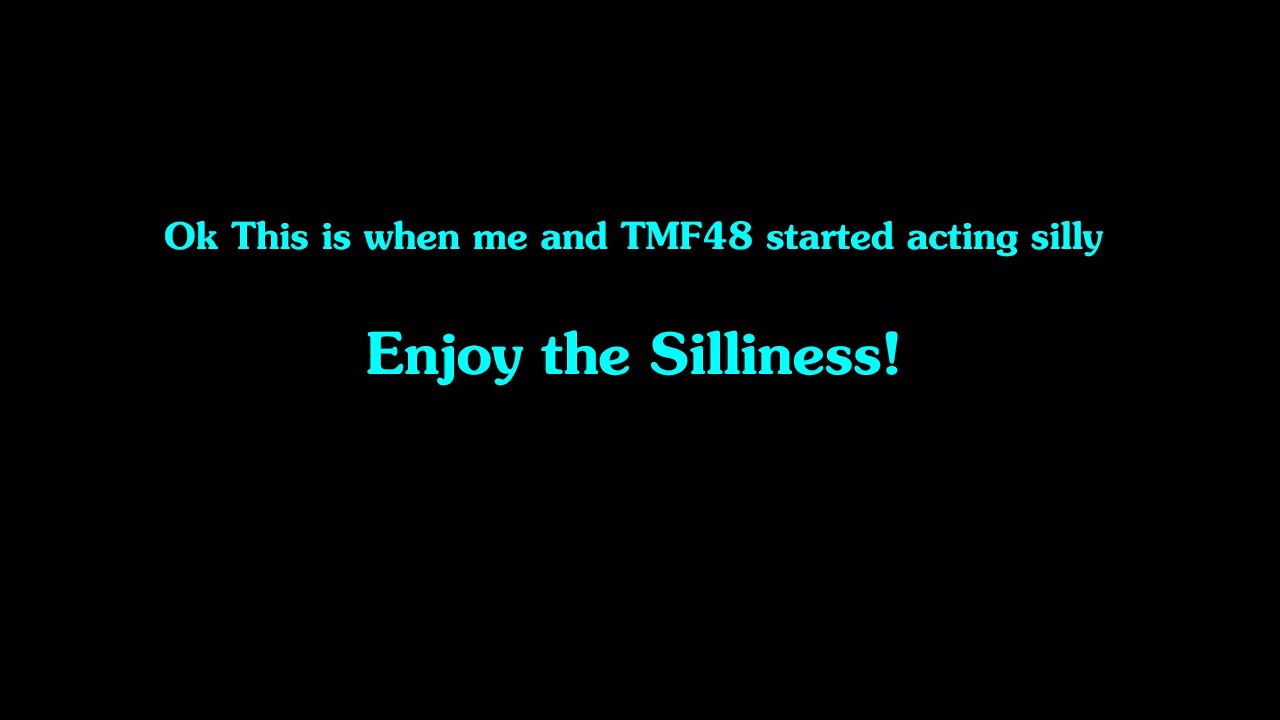 Ok This is when me and TMF48 started acting silly
Enjoy the Silliness!